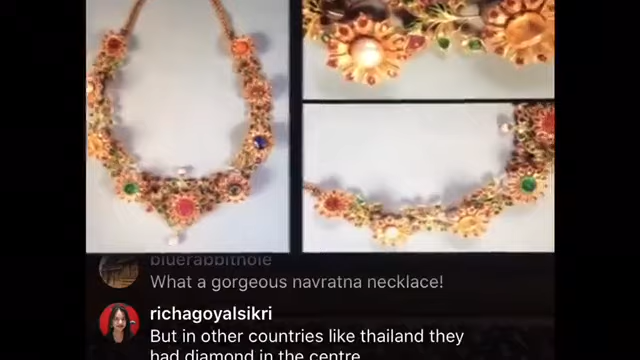 bluerabbithole
What a gorgeous navratna necklace!
richagoyalsikri
But in other countries like thailand they
had diamond in the centre